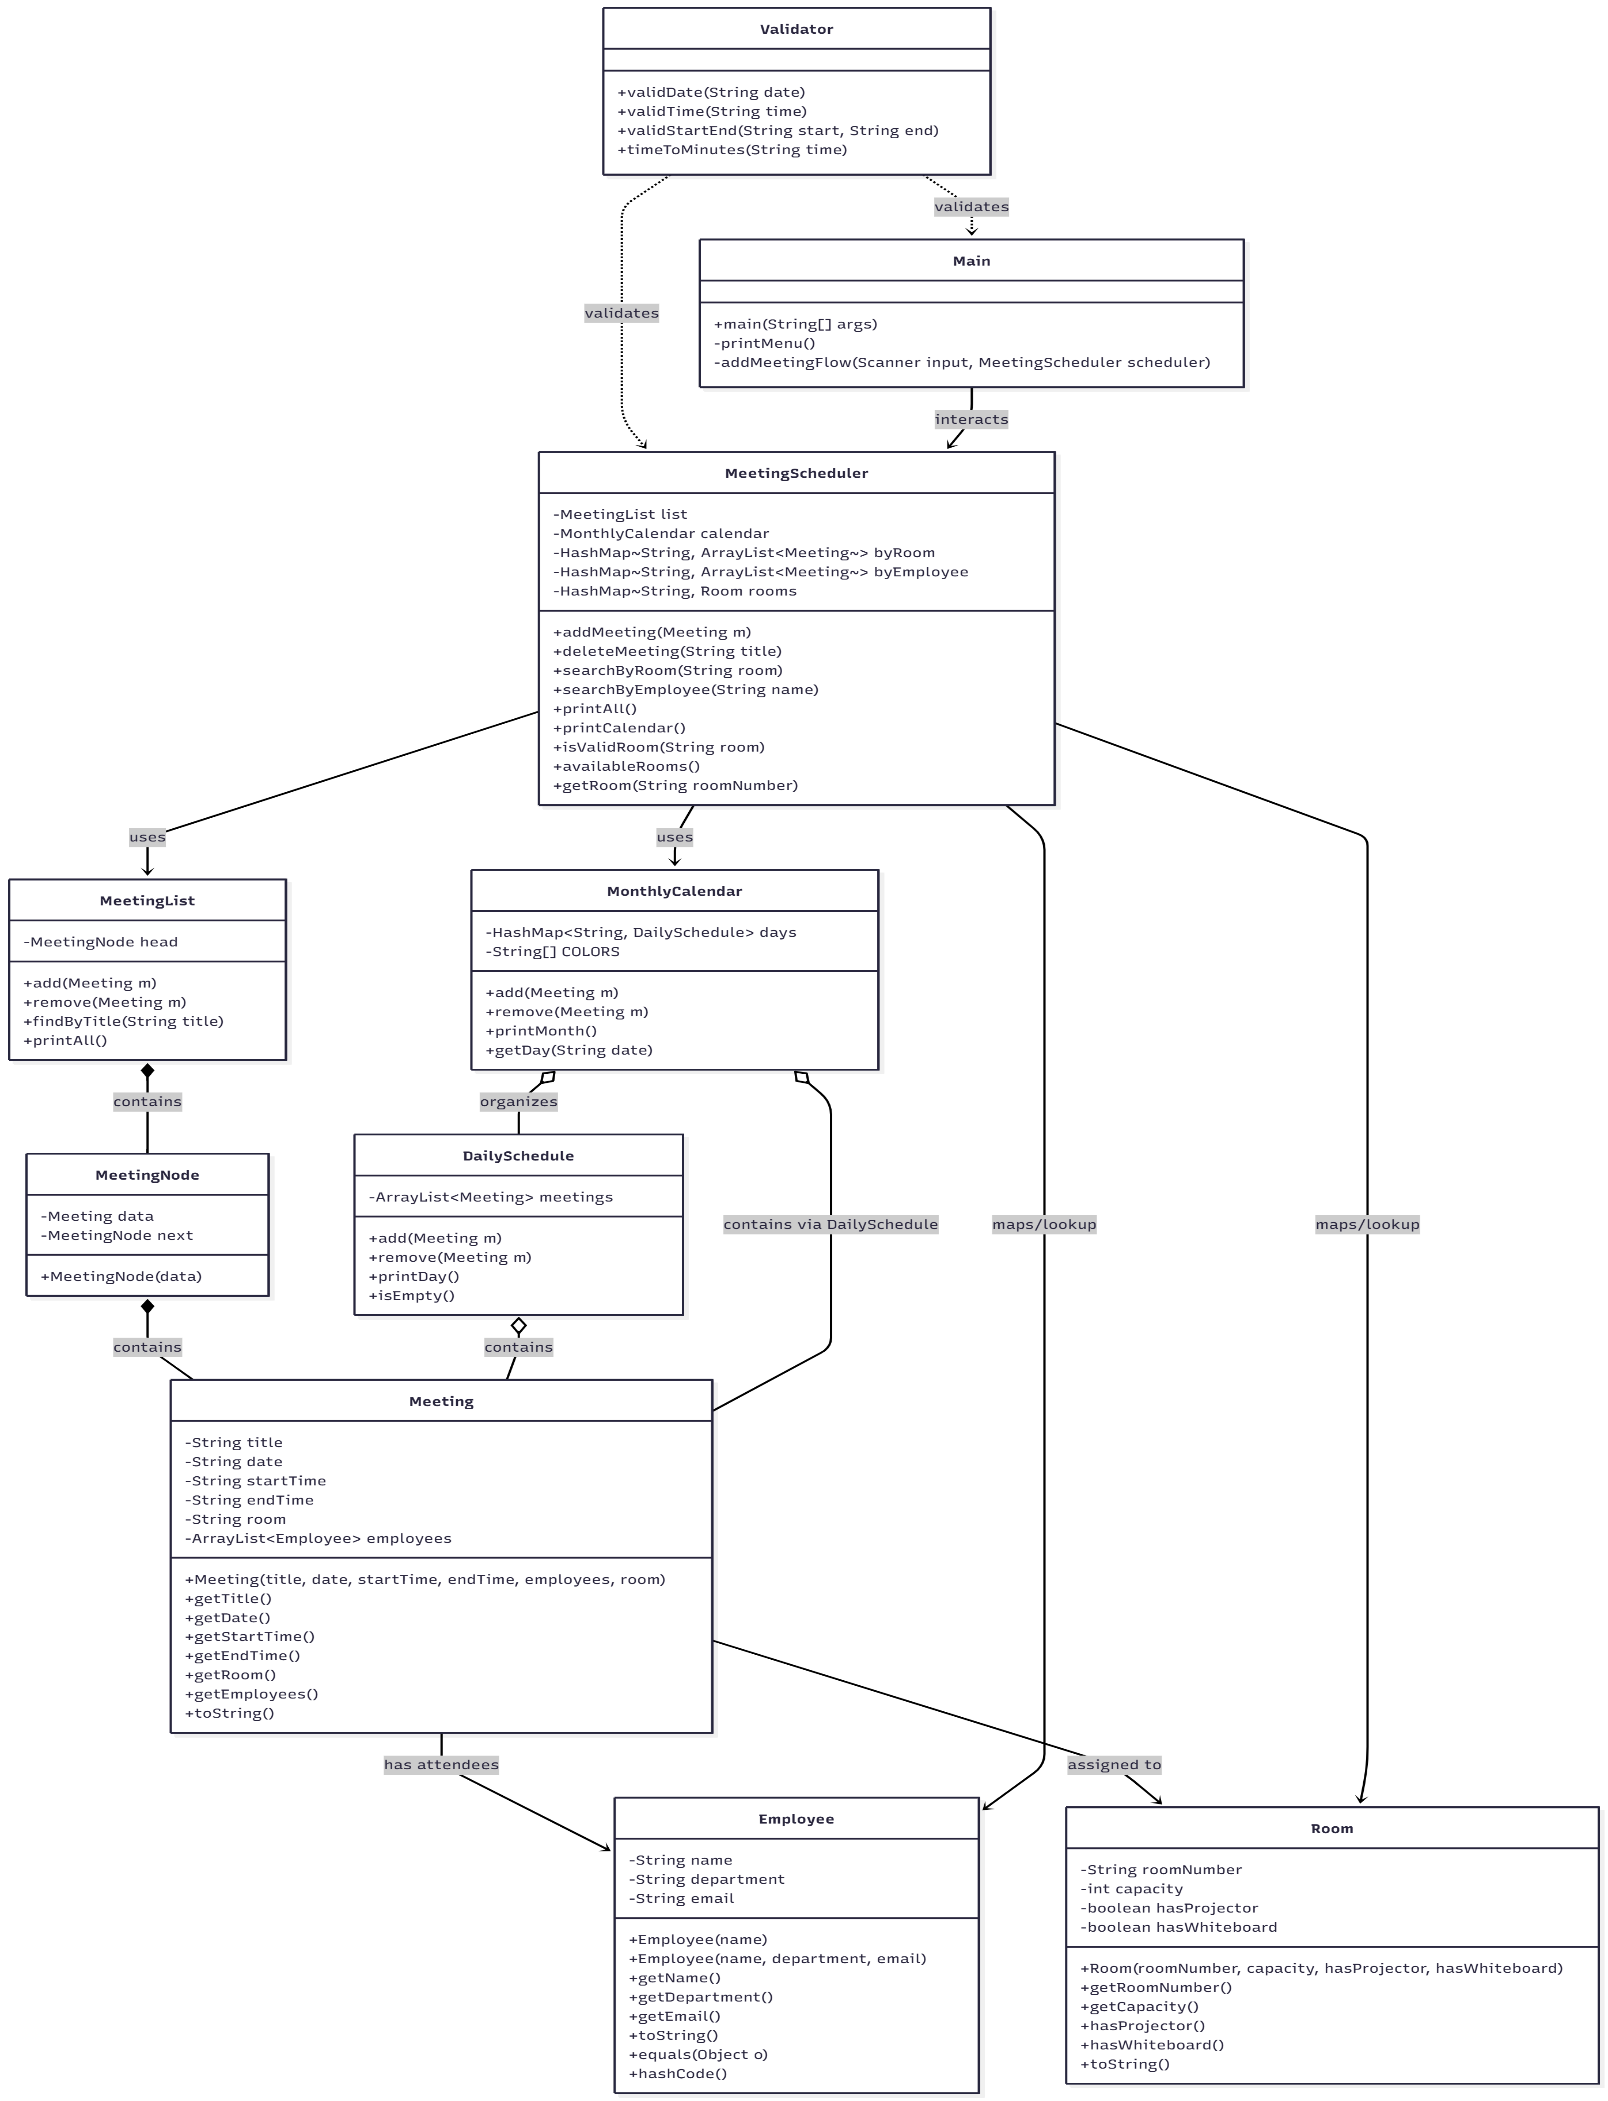 Validator
+validDate(String date)
+validTime(String time)
+validStartEnd(String start, String end)
+timeToMinutes(String time)
validates
Main
+main(String[] args)
-printMenu()
-addMeetingFlow(Scanner input, MeetingScheduler scheduler)
validates
interacts
MeetingScheduler
-MeetingList list
-MonthlyCalendar calendar
-HashMap~String, ArrayList<Meeting~> byRoom
-HashMap~String, ArrayList<Meeting~> byEmployee
-HashMap~String, Room rooms
+addMeeting(Meeting m)
+deleteMeeting(String title)
+searchByRoom(String room)
+searchByEmployee(String name)
+printAll()
+printCalendar()
+isValidRoom(String room)
+availableRooms()
+getRoom(String roomNumber)
uses
uses
MeetingList
-MeetingNode head
+add(Meeting m)
+remove(Meeting m)
+findByTitle(String title)
+printAll()
MonthlyCalendar
-HashMap<String, DailySchedule> days
-String[] COLORS
+add(Meeting m)
+remove(Meeting m)
+printMonth()
+getDay(String date)
contains
organizes
MeetingNode
-Meeting data
-MeetingNode next
+MeetingNode(data)
DailySchedule
-ArrayList<Meeting> meetings
+add(Meeting m)
+remove(Meeting m)
+printDay()
+isEmpty()
contains via DailySchedule
maps/lookup
maps/lookup
contains
contains
Meeting
-String title
-String date
-String startTime
-String endTime
-String room
-ArrayList<Employee> employees
+Meeting(title, date, startTime, endTime, employees, room)
+getTitle()
+getDate()
+getStartTime()
+getEndTime()
+getRoom()
+getEmployees()
+toString()
has attendees
assigned to
Employee
-String name
-String department
-String email
+Employee(name)
+Employee(name, department, email)
+getName()
+getDepartment()
+getEmail()
+toString()
+equals(Object o)
+hashCode()
Room
-String roomNumber
-int capacity
-boolean hasProjector
-boolean hasWhiteboard
+Room(roomNumber, capacity, hasProjector, hasWhiteboard)
+getRoomNumber()
+getCapacity()
+hasProjector()
+hasWhiteboard()
+toString()